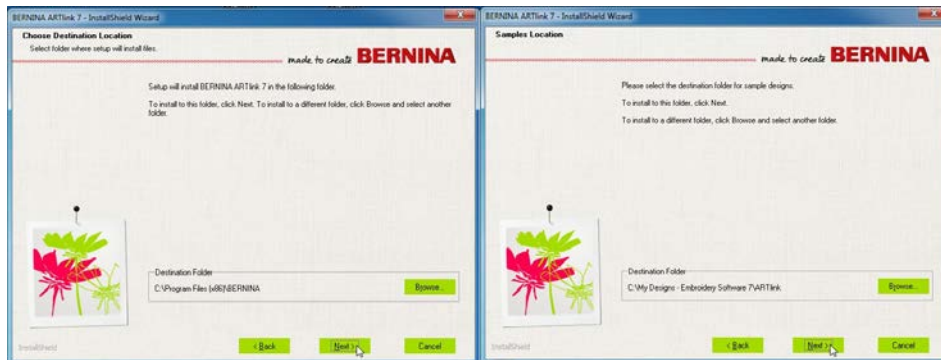 BERNINA ARTlink 7 - InstallShield Wizard
Choose Destination Location
Select folder where setup will install files.
made to create BERNINA
Setup will install BERNINA ARTlink 7 in the following folder.
To install to this folder, click Next. To install to a different folder, click Browse and select another
folder.
Destination Folder
C:\Program Files (x86)\BERNINA
Browse...
InstallShield
< Back
Next >
Cancel
BERNINA ARTlink 7 - InstallShield Wizard
Samples Location
made to create BERNINA
Please select the destination folder for sample designs.
To install to this folder, click Next.
To install to a different folder, click Browse and select another folder.
Destination Folder
C:\My Designs - Embroidery Software 7\ARTlink
Browse...
InstallShield
< Back
Next >
Cancel